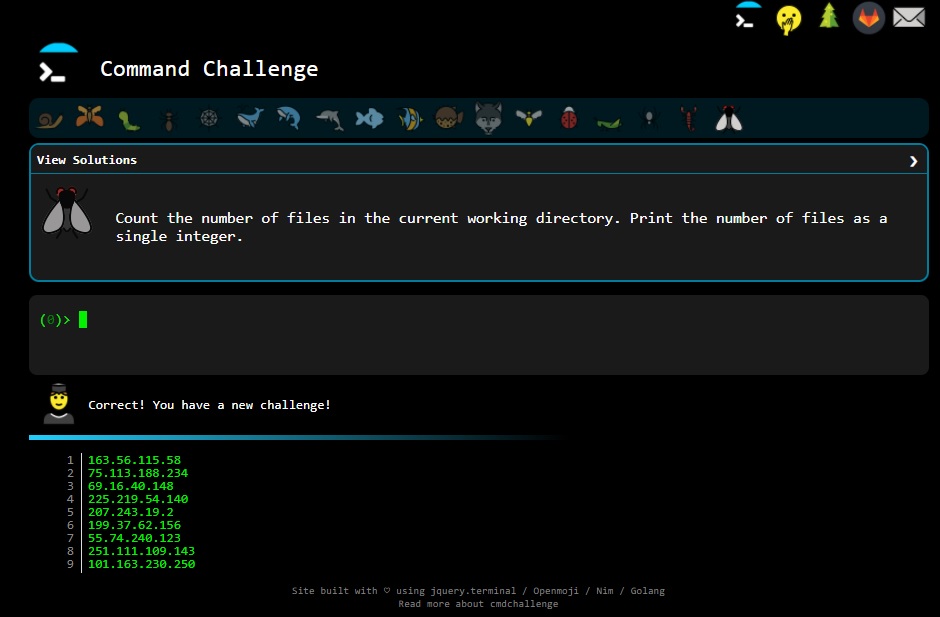 Command Challenge
View Solutions ❯
Count the number of files in the current working directory. Print the number of files as a
single integer.
(0)>
Correct! You have a new challenge!
1 163.56.115.58
2 75.113.188.234
3 69.16.40.148
4 225.219.54.140
5 207.243.19.2
6 199.37.62.156
7 55.74.240.123
8 251.111.109.143
9 101.163.230.250
Site built with ♡ using jquery.terminal / Openmoji / Nim / Golang
Read more about cmdchallenge